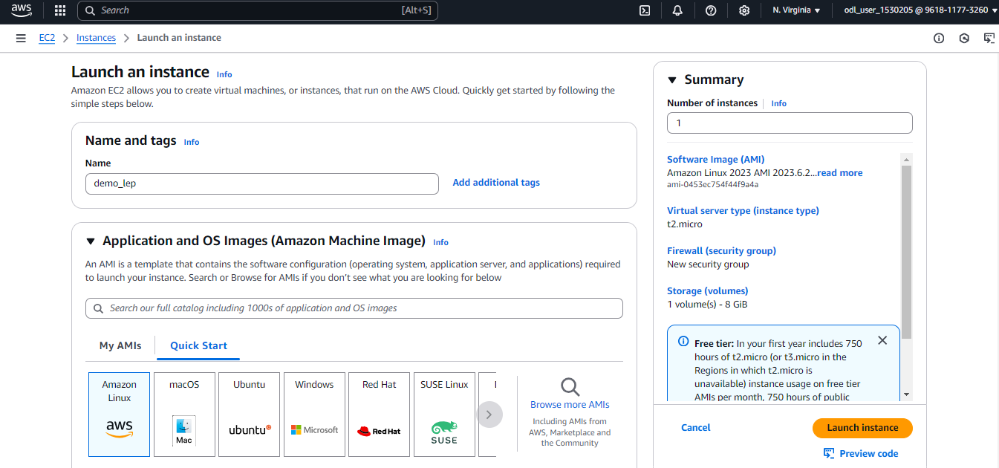 aws
Search [Alt+S]
N. Virginia
odl_user_1530205 @ 9618-1177-3260
EC2 Instances Launch an instance
Launch an instance Info
Amazon EC2 allows you to create virtual machines, or instances, that run on the AWS Cloud. Quickly get started by following the
simple steps below.
Name and tags Info
Name
demo_lep
Add additional tags
Application and OS Images (Amazon Machine Image) Info
An AMI is a template that contains the software configuration (operating system, application server, and applications) required
to launch your instance. Search or Browse for AMIs if you don't see what you are looking for below
Search our full catalog including 1000s of application and OS images
My AMIs
Quick Start
Amazon
Linux
aws
macOS
Mac
Ubuntu
ubuntu
Windows
Microsoft
Red Hat
Red Hat
SUSE Linux
SUSE
Browse more AMIs
Including AMIs from
AWS, Marketplace and
the Community
Summary
Number of instances Info
1
Software Image (AMI)
Amazon Linux 2023 AMI 2023.6.2...read more
ami-0453ec754f44f9a4a
Virtual server type (instance type)
t2.micro
Firewall (security group)
New security group
Storage (volumes)
1 volume(s) - 8 GiB
Free tier: In your first year includes 750
hours of t2.micro (or t3.micro in the
Regions in which t2.micro is
unavailable) instance usage on free tier
AMIs per month, 750 hours of public
Cancel
Launch instance
Preview code